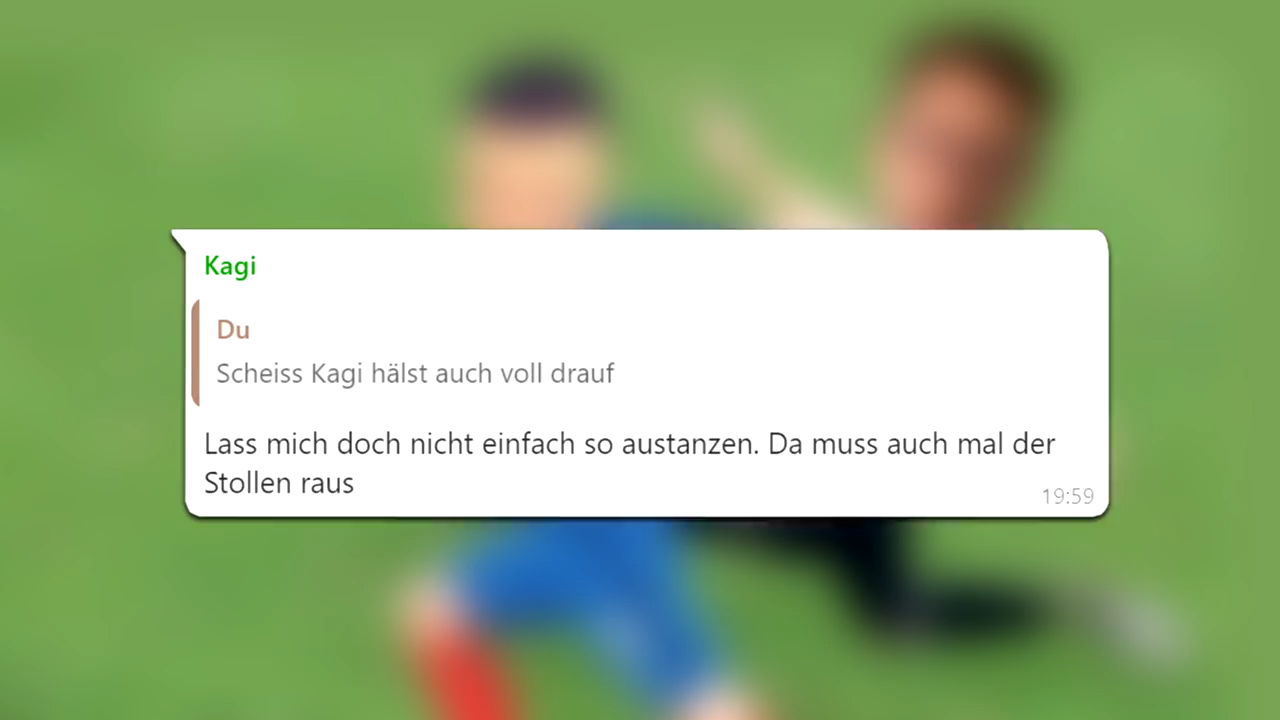 Kagi
Du
Scheiss Kagi hälst auch voll drauf
Lass mich doch nicht einfach so austanzen. Da muss auch mal der
Stollen raus
19:59